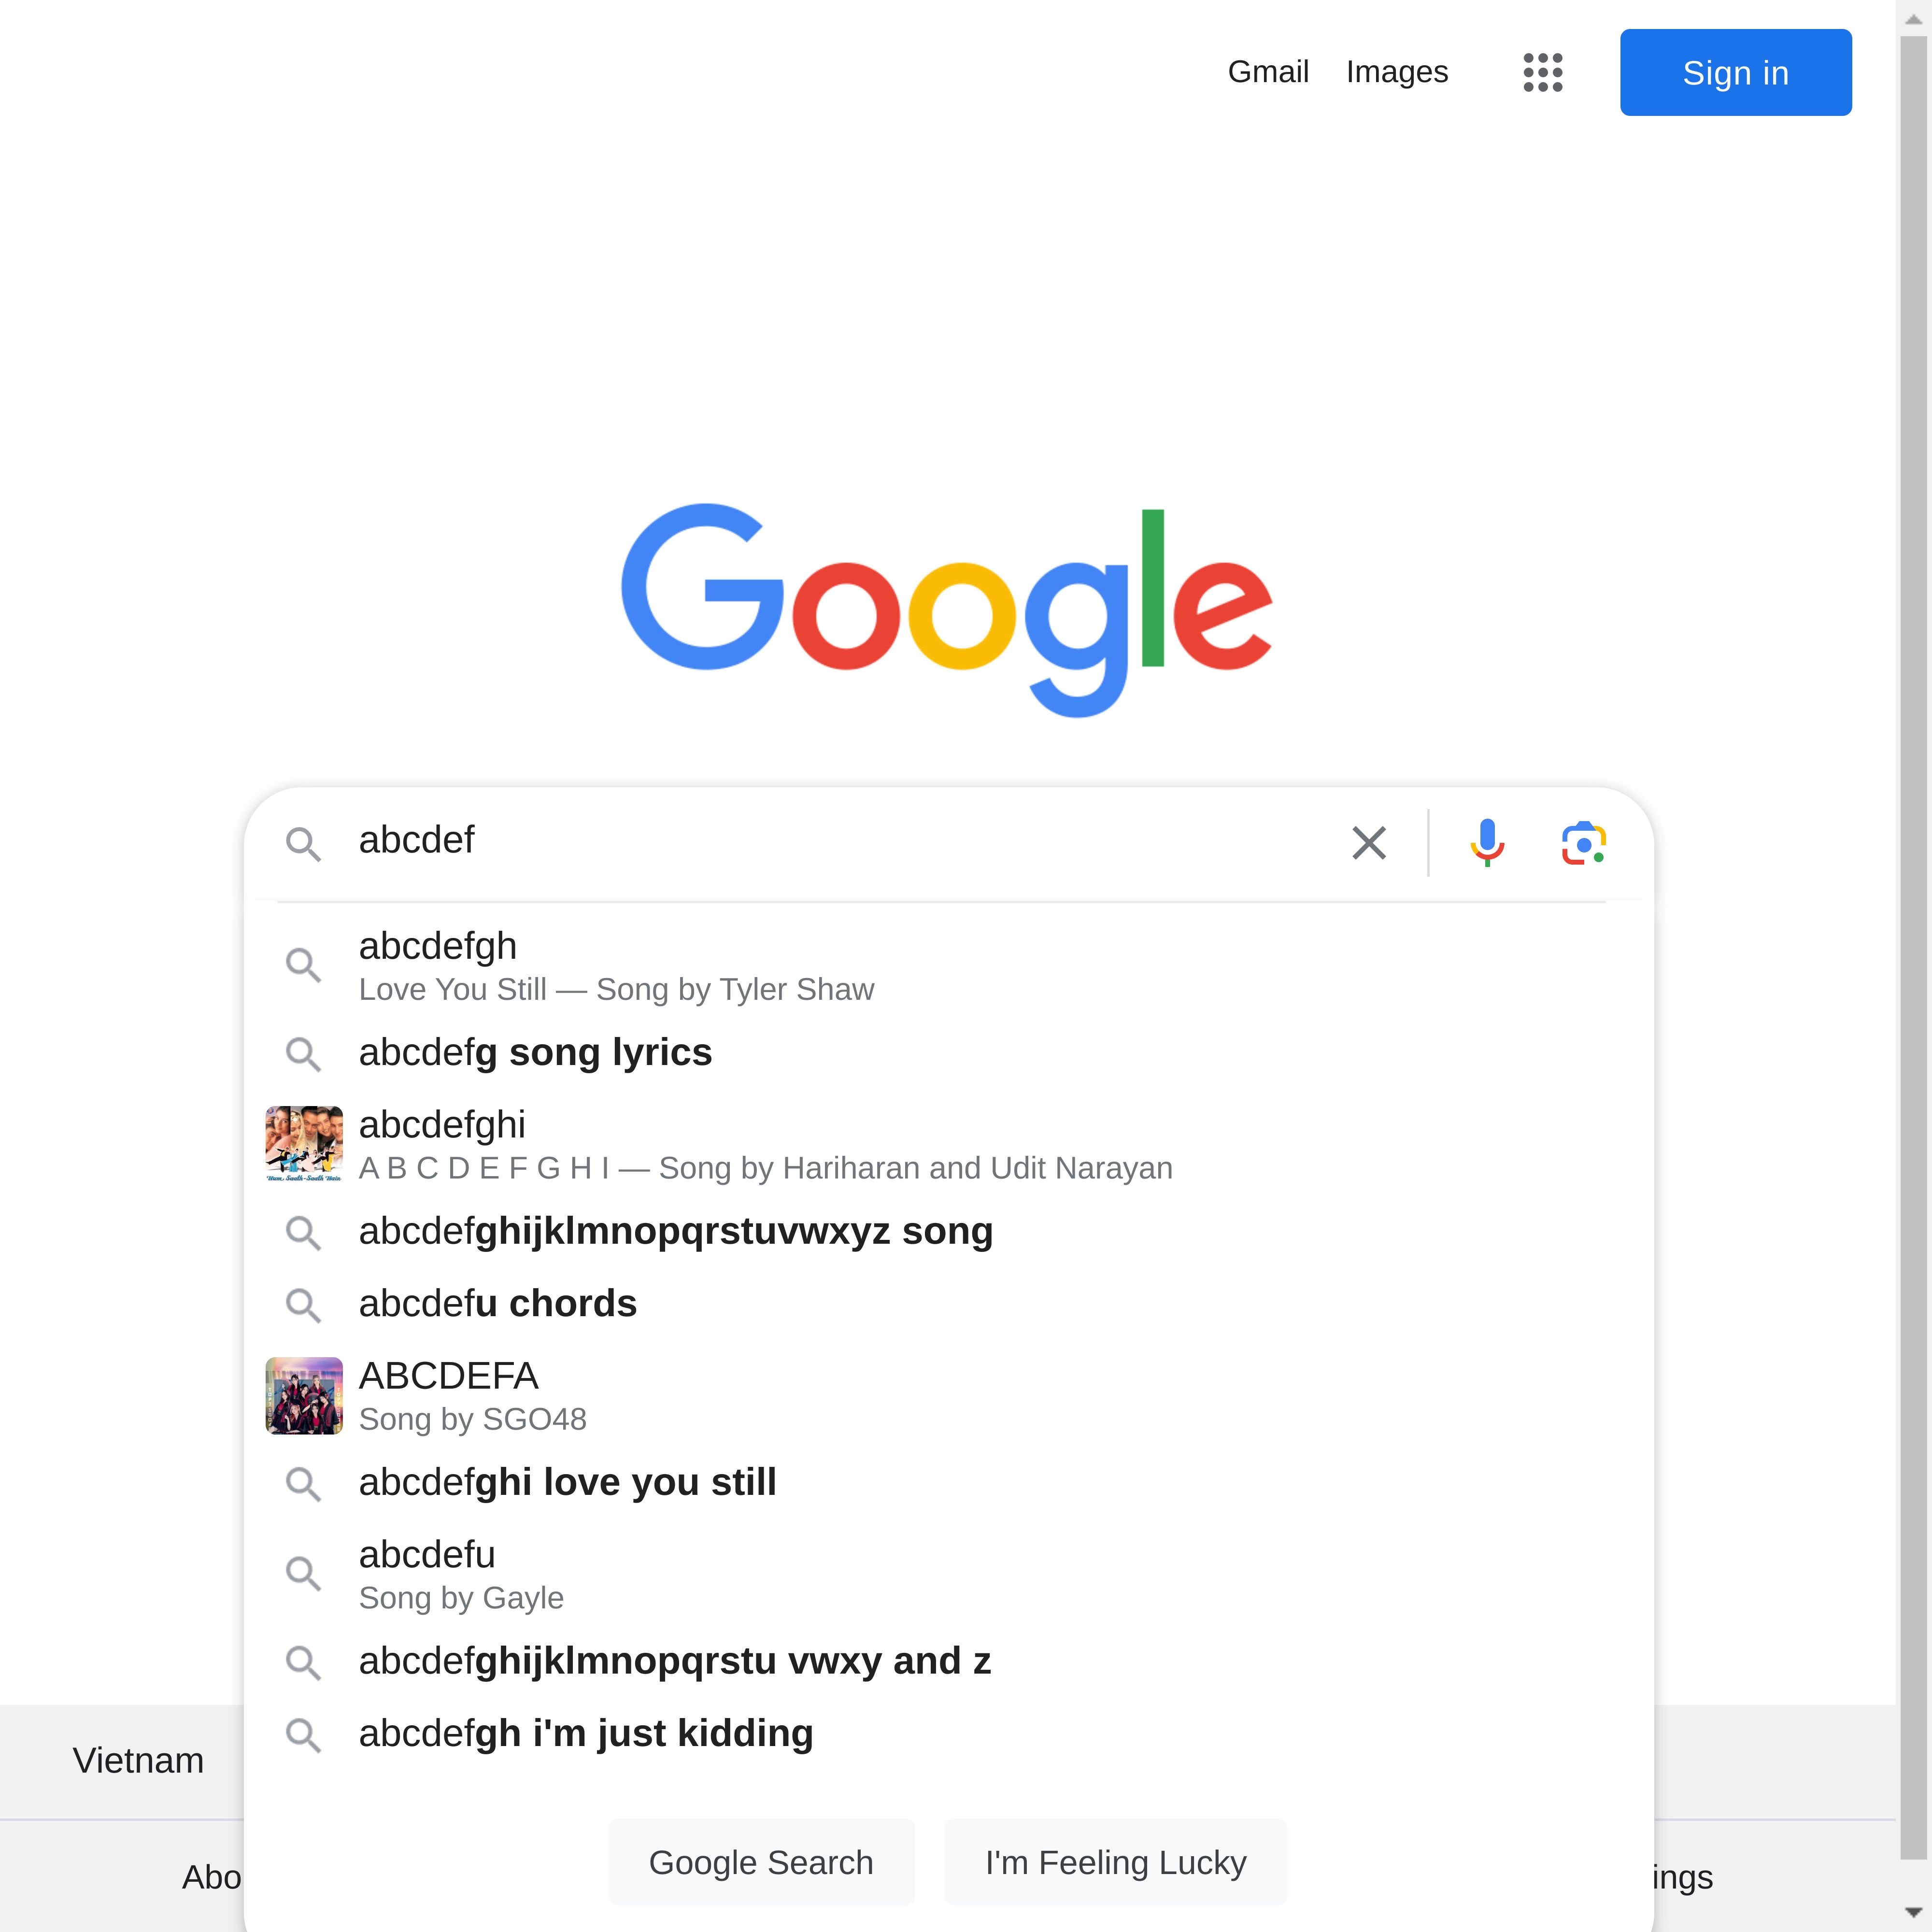 Gmail Images Sign in
Google
abcdef
abcdefgh
Love You Still — Song by Tyler Shaw
abcdefg song lyrics
abcdefghi
A B C D E F G H I — Song by Hariharan and Udit Narayan
abcdefghijklmnopqrstuvwxyz song
abcdefu chords
ABCDEFA
Song by SGO48
abcdefghi love you still
abcdefu
Song by Gayle
abcdefghijklmnopqrstu vwxy and z
abcdefgh i'm just kidding
Vietnam
Google Search I'm Feeling Lucky
Abo ings